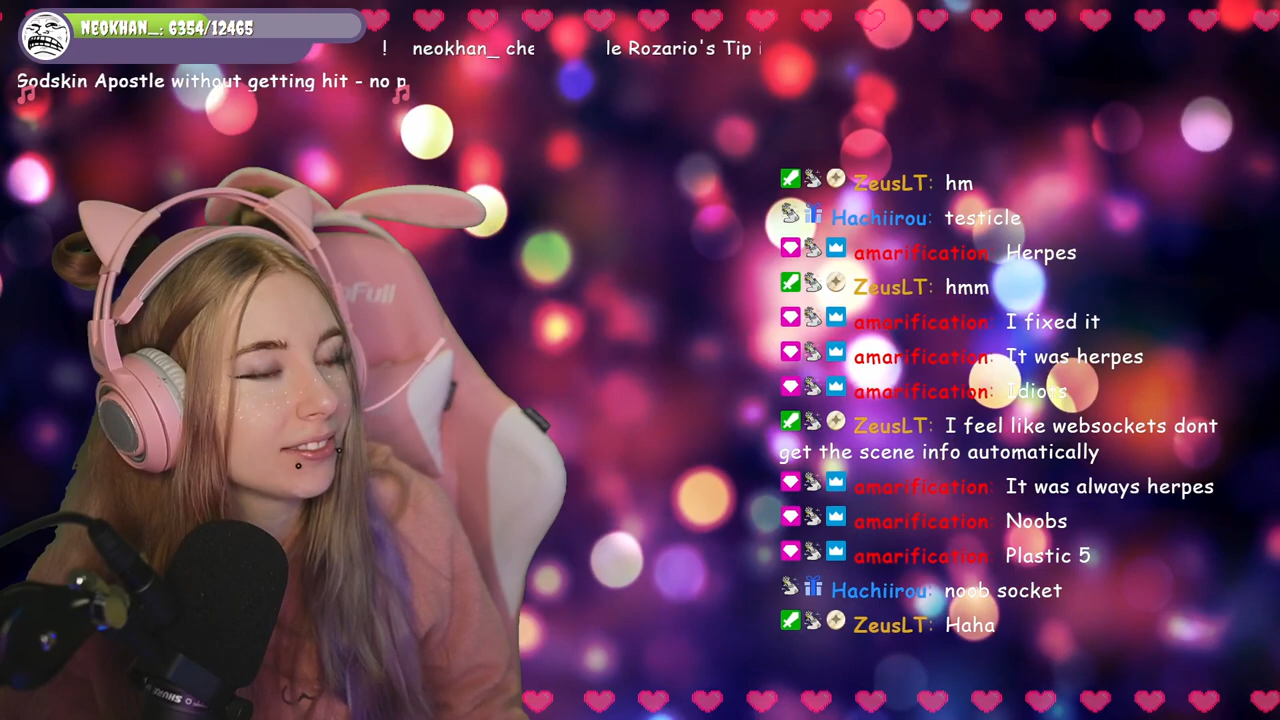 NEOKHAN_: 6354/12465
! neokhan_ che le Rozario's Tip
Godskin Apostle without getting hit - no p
ZeusLT: hm
Hachiirou: testicle
amarification: Herpes
ZeusLT: hmm
amarification: I fixed it
amarification: It was herpes
amarification: Idiots
ZeusLT: I feel like websockets dont
get the scene info automatically
amarification: It was always herpes
amarification: Noobs
amarification: Plastic 5
Hachiirou: noob socket
ZeusLT: Haha
SHURE